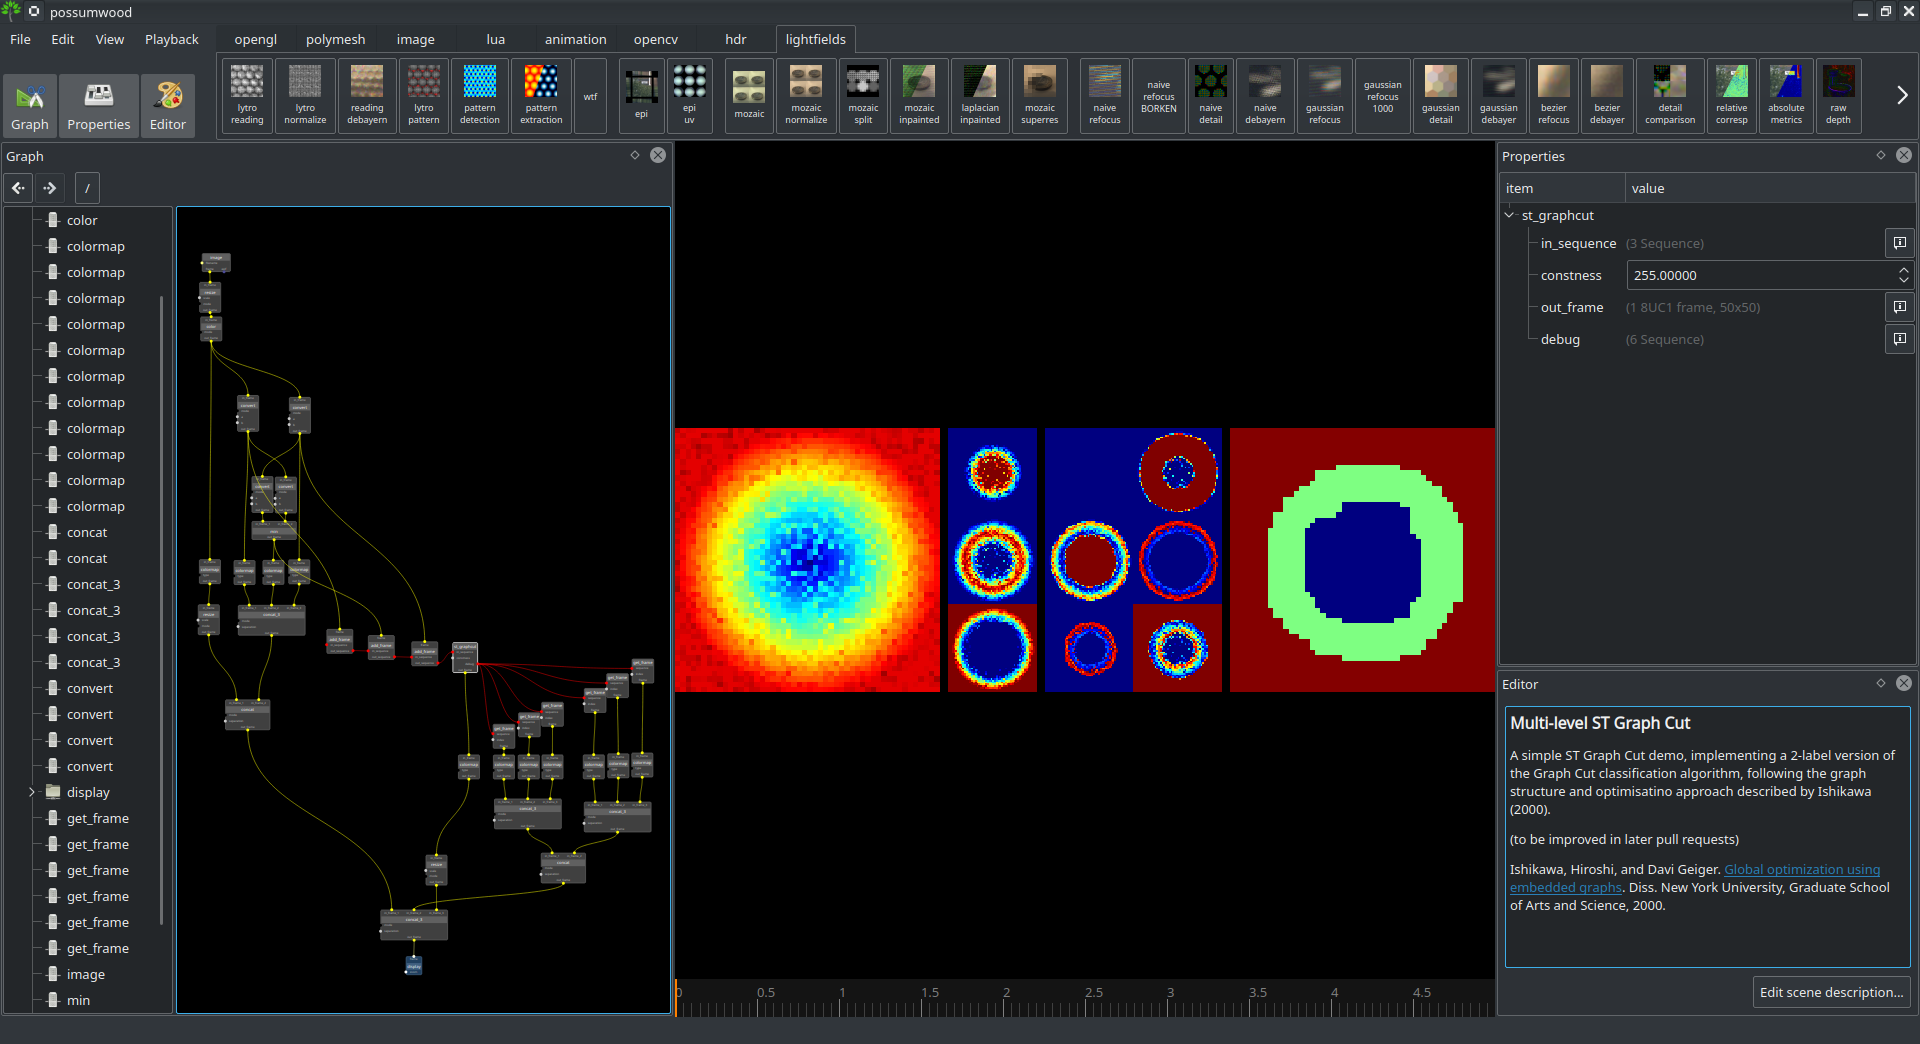 possumwood
File Edit View Playback
opengl polymesh image lua animation opencv hdr lightfields
Graph Properties Editor
lytro reading
lytro normalize
reading debayern
lytro pattern
pattern detection
pattern extraction
wtf
epi
epi uv
mozaic
mozaic normalize
mozaic split
mozaic inpainted
laplacian inpainted
mozaic superres
naive refocus
naive refocus BORKEN
naive detail
naive debayern
gaussian refocus
gaussian refocus 1000
gaussian detail
gaussian debayer
bezier refocus
bezier debayer
detail comparison
relative corresp
absolute metrics
raw depth
Graph
/
color
colormap
colormap
colormap
colormap
colormap
colormap
colormap
colormap
colormap
colormap
colormap
concat
concat
concat_3
concat_3
concat_3
concat_3
convert
convert
convert
convert
display
get_frame
get_frame
get_frame
get_frame
get_frame
get_frame
image
min
0 0.5 1 1.5 2 2.5 3 3.5 4 4.5
Properties
item value
st_graphcut
in_sequence (3 Sequence)
constness 255.00000
out_frame (1 8UC1 frame, 50x50)
debug (6 Sequence)
Editor
Multi-level ST Graph Cut
A simple ST Graph Cut demo, implementing a 2-label version of
the Graph Cut classification algorithm, following the graph
structure and optimisatino approach described by Ishikawa
(2000).
(to be improved in later pull requests)
Ishikawa, Hiroshi, and Davi Geiger. Global optimization using
embedded graphs. Diss. New York University, Graduate School
of Arts and Science, 2000.
Edit scene description...